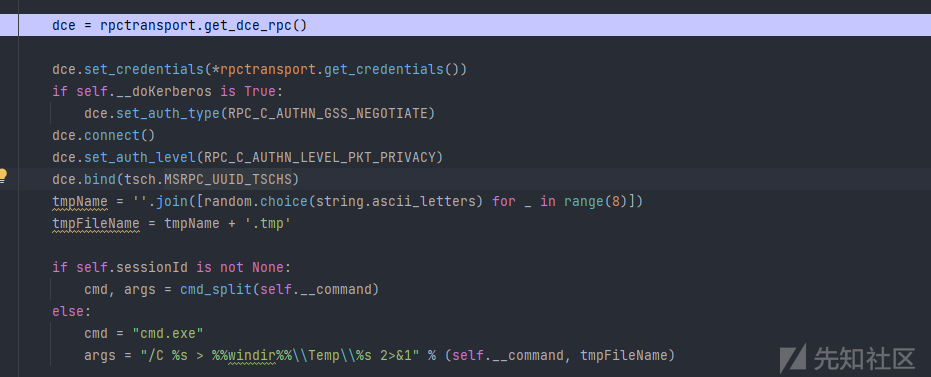 dce = rpctransport.get_dce_rpc()
dce.set_credentials(*rpctransport.get_credentials())
if self.__doKerberos is True:
dce.set_auth_type(RPC_C_AUTHN_GSS_NEGOTIATE)
dce.connect()
dce.set_auth_level(RPC_C_AUTHN_LEVEL_PKT_PRIVACY)
dce.bind(tsch.MSRPC_UUID_TSCHS)
tmpName = ''.join([random.choice(string.ascii_letters) for _ in range(8)])
tmpFileName = tmpName + '.tmp'
if self.sessionId is not None:
cmd, args = cmd_split(self.__command)
else:
cmd = "cmd.exe"
args = "/C %s > %%windir%%\\Temp\\%s 2>&1" % (self.__command, tmpFileName)
先知社区